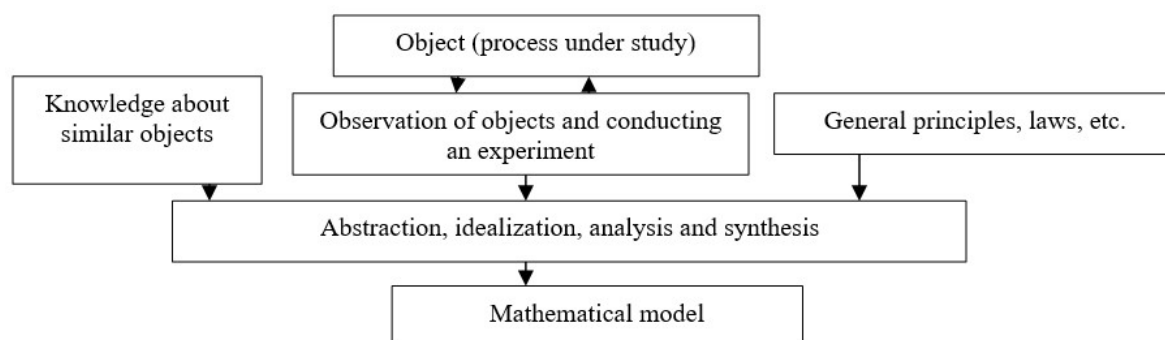 Object (process under study)
Knowledge about
similar objects
Observation of objects and conducting
an experiment
General principles, laws, etc.
Abstraction, idealization, analysis and synthesis
Mathematical model